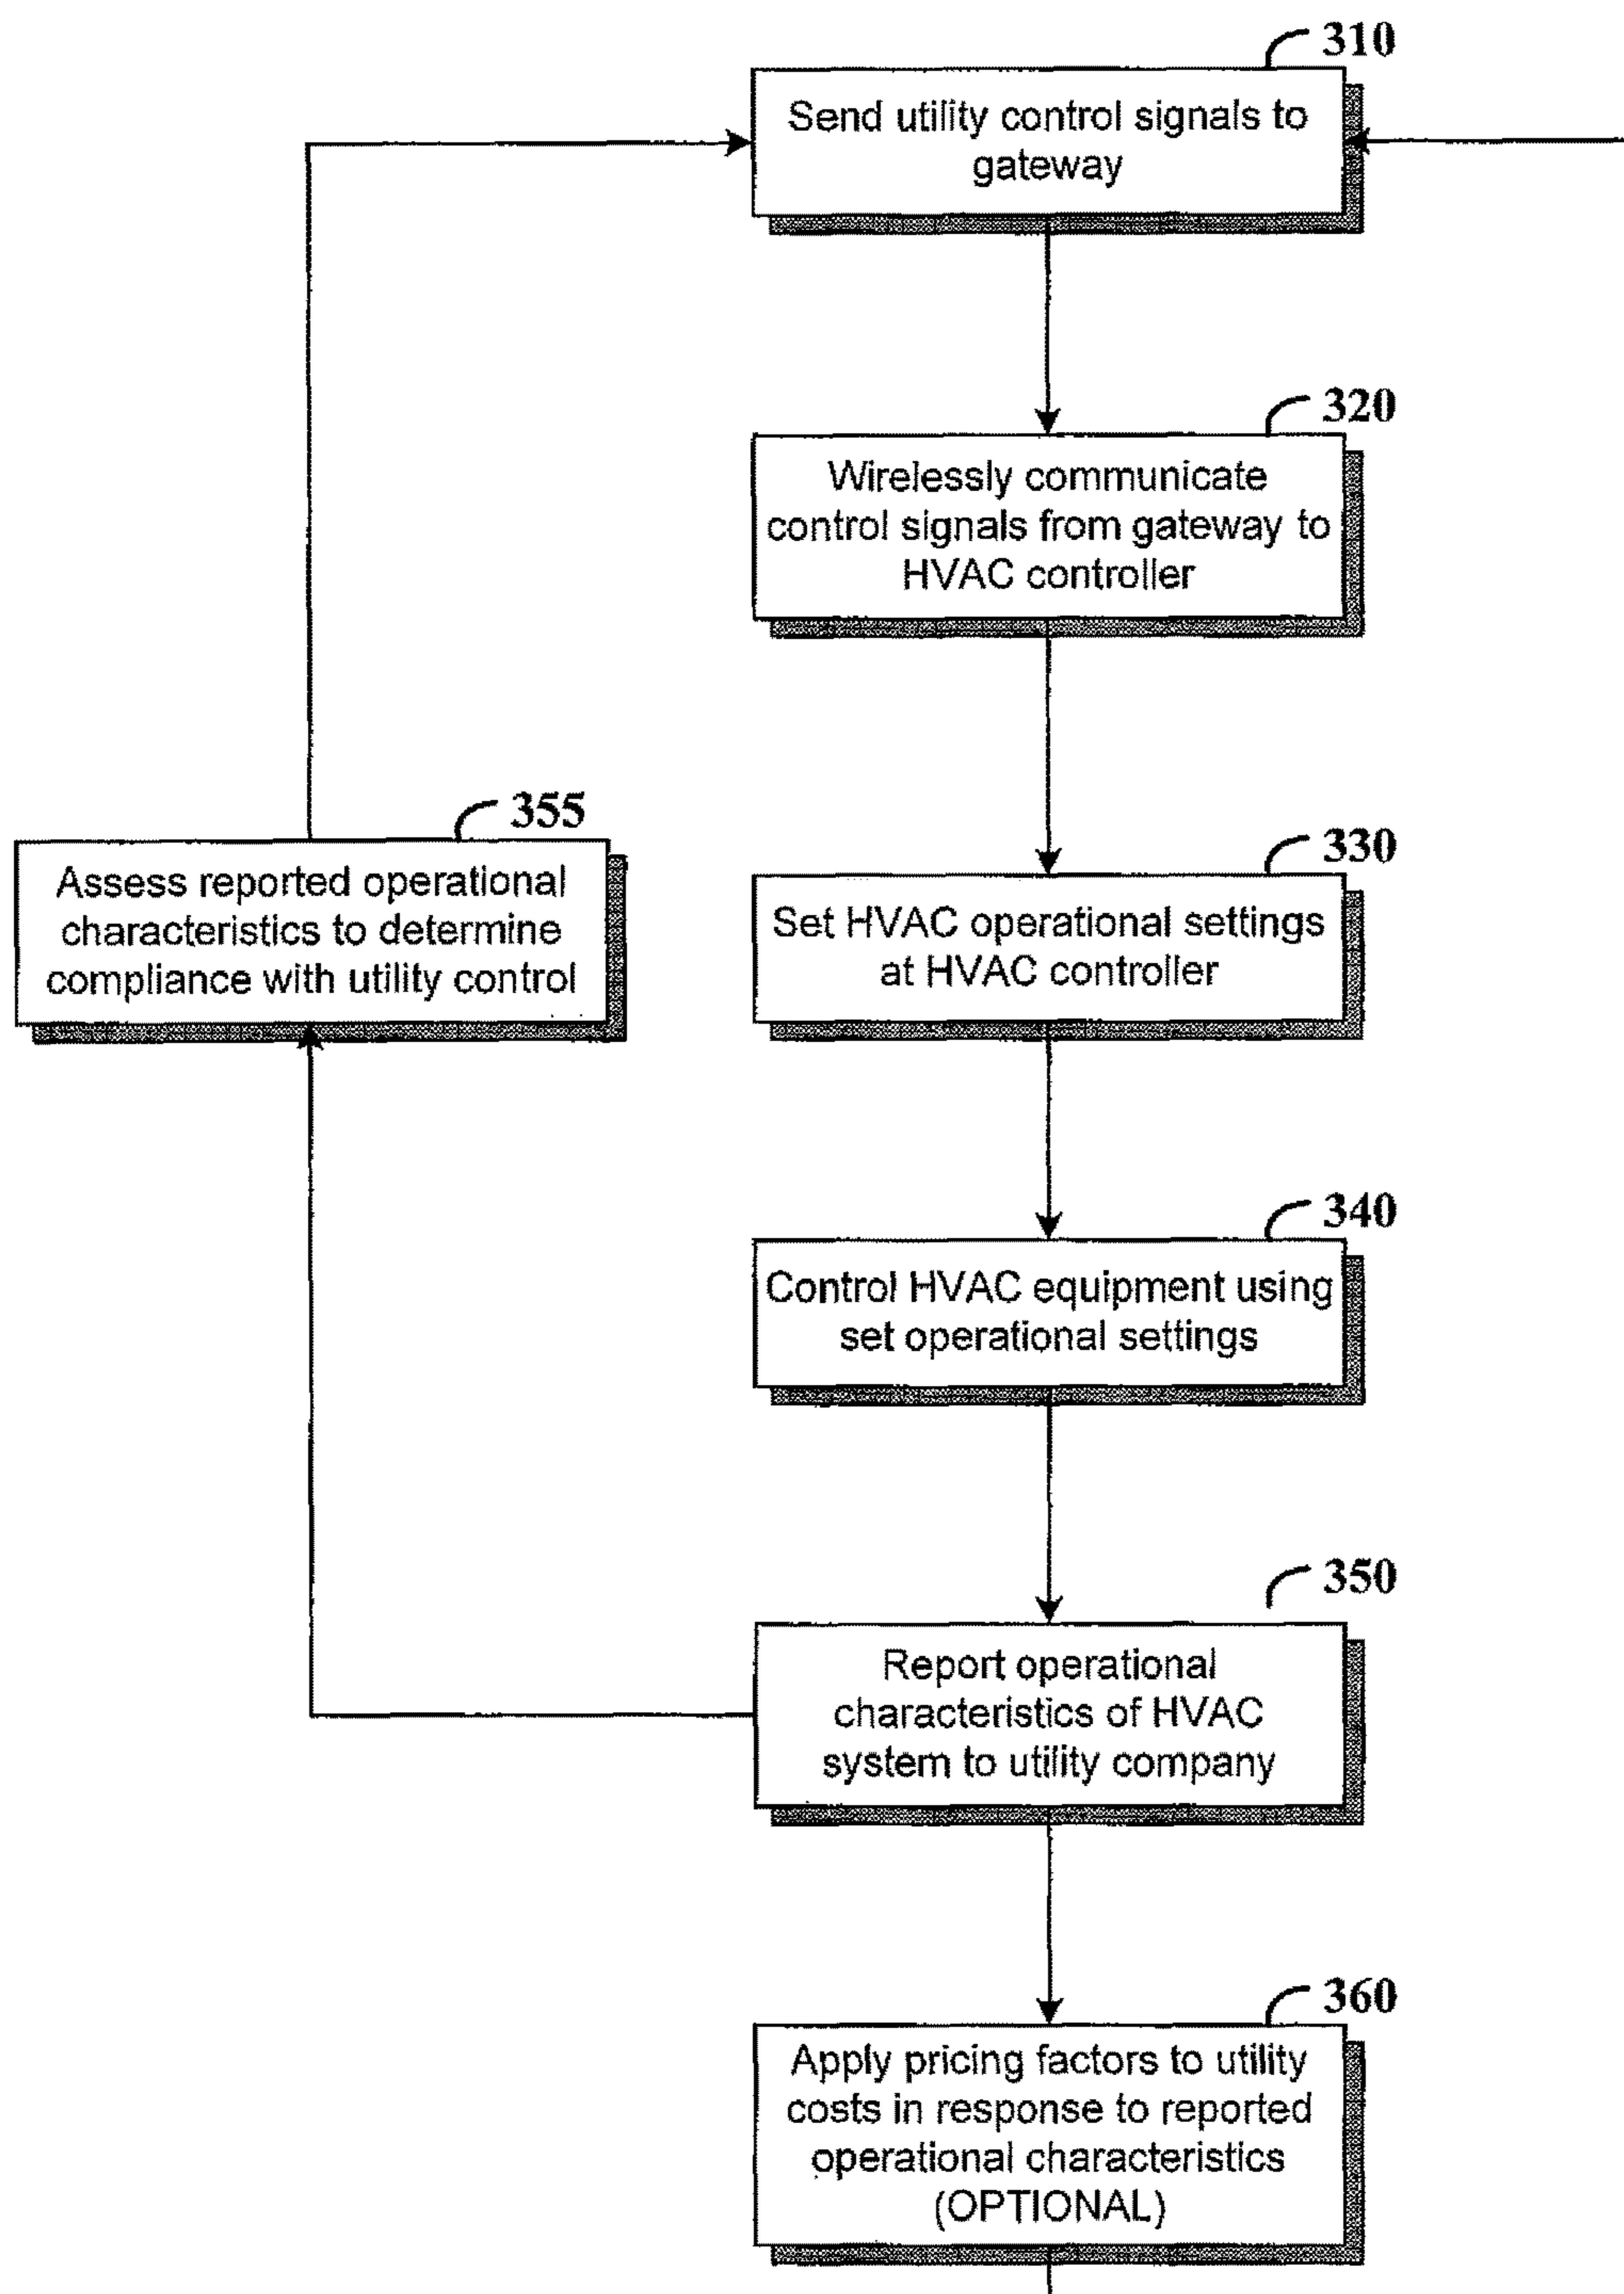 310
Send utility control signals to
gateway
320
Wirelessly communicate
control signals from gateway to
HVAC controller
355
Assess reported operational
characteristics to determine
compliance with utility control
330
Set HVAC operational settings
at HVAC controller
340
Control HVAC equipment using
set operational settings
350
Report operational
characteristics of HVAC
system to utility company
360
Apply pricing factors to utility
costs in response to reported
operational characteristics
(OPTIONAL)